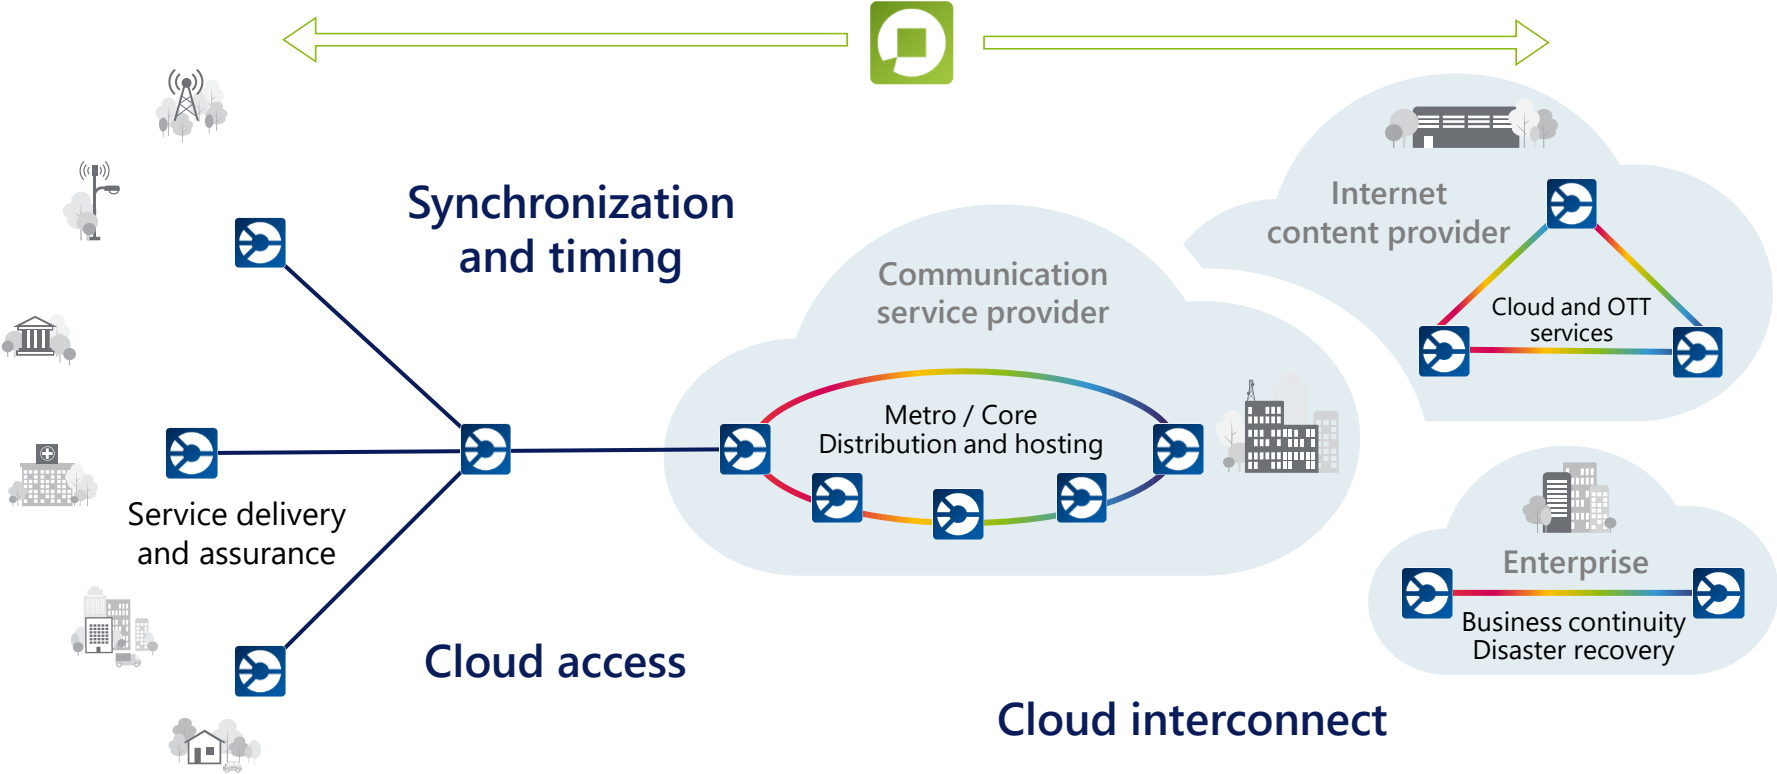 Synchronization
and timing
Internet
content provider
Communication
service provider
Cloud and OTT
services
Metro / Core
Distribution and hosting
Service delivery
and assurance
Enterprise
Business continuity
Disaster recovery
Cloud access
Cloud interconnect